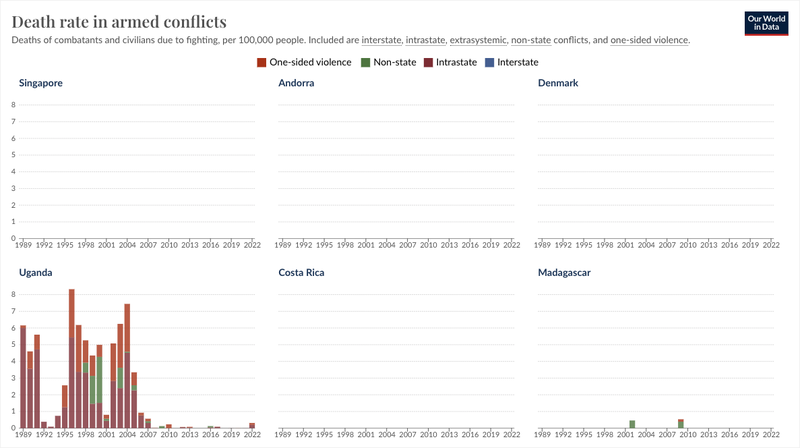 Death rate in armed conflicts
Our World
in Data
Deaths of combatants and civilians due to fighting, per 100,000 people. Included are interstate, intrastate, extrasystemic, non-state conflicts, and one-sided violence.
One-sided violence Non-state Intrastate Interstate
Singapore Andorra Denmark
8
7
6
5
4
3
2
1
0
1989 1992 1995 1998 2001 2004 2007 2010 2013 2016 2019 2022 1989 1992 1995 1998 2001 2004 2007 2010 2013 2016 2019 2022 1989 1992 1995 1998 2001 2004 2007 2010 2013 2016 2019 2022
Uganda Costa Rica Madagascar
8
7
6
5
4
3
2
1
0
1989 1992 1995 1998 2001 2004 2007 2010 2013 2016 2019 2022 1989 1992 1995 1998 2001 2004 2007 2010 2013 2016 2019 2022 1989 1992 1995 1998 2001 2004 2007 2010 2013 2016 2019 2022